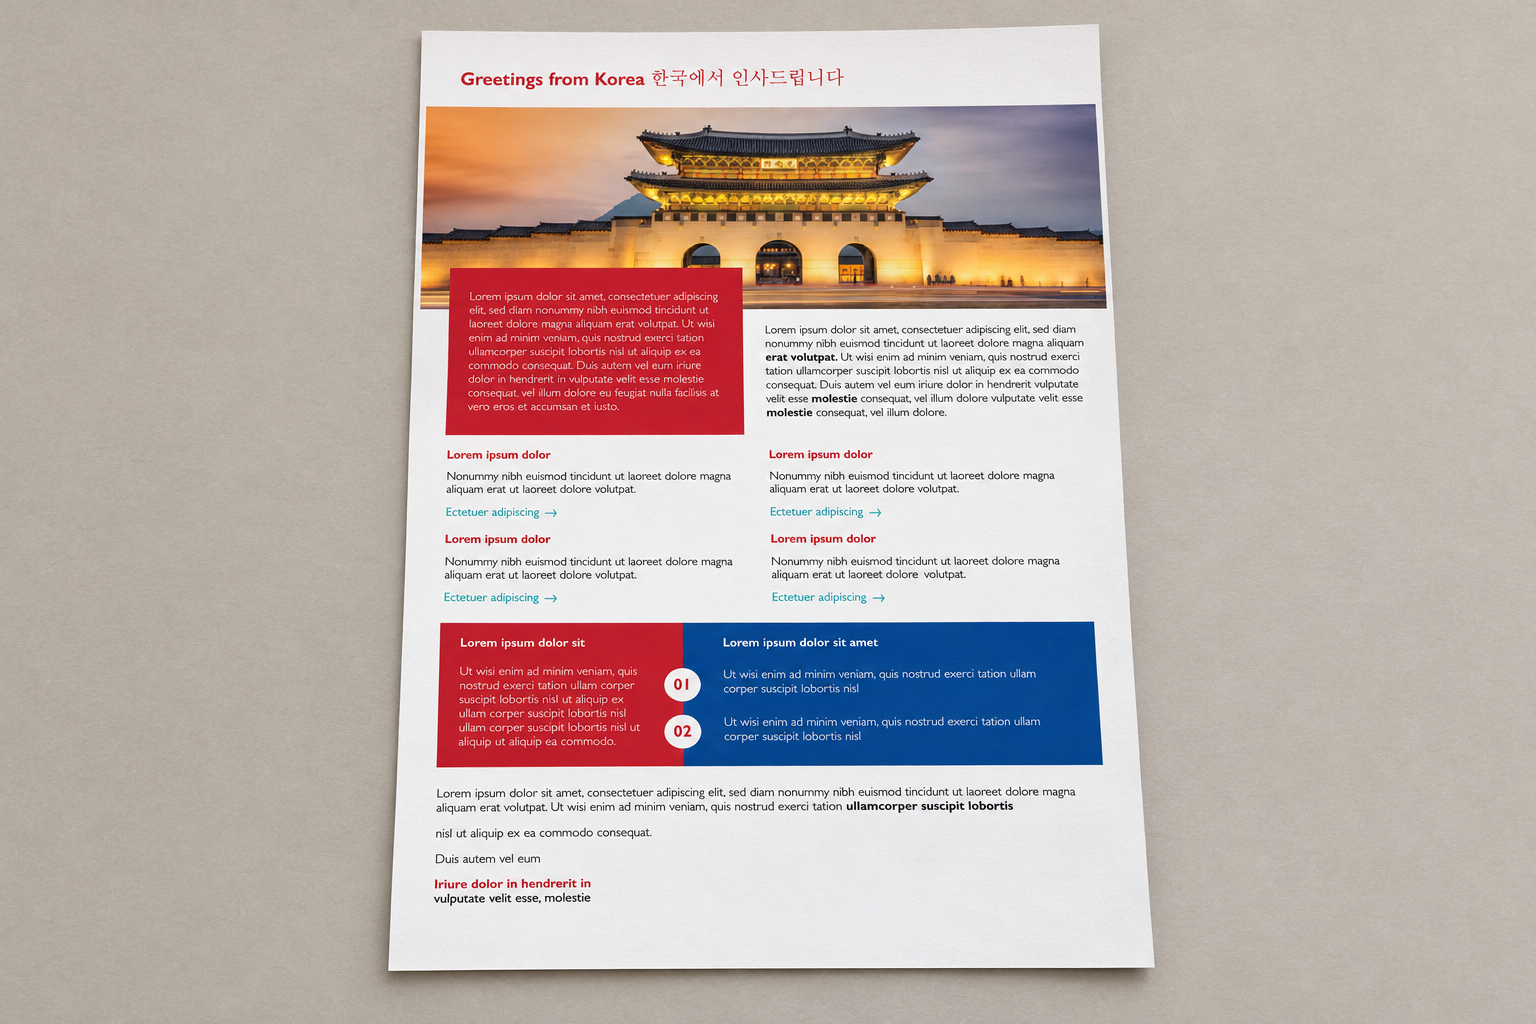 Greetings from Korea 한국에서 인사드립니다
Lorem ipsum dolor sit amet, consectetuer adipiscing
elit, sed diam nonummy nibh euismod tincidunt ut
laoreet dolore magna aliquam erat volutpat. Ut wisi
enim ad minim veniam, quis nostrud exerci tation
ullamcorper suscipit lobortis nisl ut aliquip ex ea
commodo consequat. Duis autem vel eum iriure
dolor in hendrerit in vulputate velit esse molestie
consequat, vel illum dolore eu feugiat nulla facilisis at
vero eros et accumsan et iusto.
Lorem ipsum dolor sit amet, consectetuer adipiscing elit, sed diam
nonummy nibh euismod tincidunt ut laoreet dolore magna aliquam
erat volutpat. Ut wisi enim ad minim veniam, quis nostrud exerci
tation ullamcorper suscipit lobortis nisl ut aliquip ex ea commodo
consequat. Duis autem vel eum iriure dolor in hendrerit vulputate
velit esse molestie consequat, vel illum dolore vulputate velit esse
molestie consequat, vel illum dolore.
Lorem ipsum dolor
Nonummy nibh euismod tincidunt ut laoreet dolore magna
aliquam erat ut laoreet dolore volutpat.
Ectetuer adipiscing →
Lorem ipsum dolor
Nonummy nibh euismod tincidunt ut laoreet dolore magna
aliquam erat ut laoreet dolore volutpat.
Ectetuer adipiscing →
Lorem ipsum dolor
Nonummy nibh euismod tincidunt ut laoreet dolore magna
aliquam erat ut laoreet dolore volutpat.
Ectetuer adipiscing →
Lorem ipsum dolor
Nonummy nibh euismod tincidunt ut laoreet dolore magna
aliquam erat ut laoreet dolore volutpat.
Ectetuer adipiscing →
Lorem ipsum dolor sit
Ut wisi enim ad minim veniam, quis
nostrud exerci tation ullam corper
suscipit lobortis nisl ut aliquip ex
ullam corper suscipit lobortis nisl
ullam corper suscipit lobortis nisl ut
aliquip ut aliquip ea commodo.
Lorem ipsum dolor sit amet
01
Ut wisi enim ad minim veniam, quis nostrud exerci tation ullam
corper suscipit lobortis nisl
02
Ut wisi enim ad minim veniam, quis nostrud exerci tation ullam
corper suscipit lobortis nisl
Lorem ipsum dolor sit amet, consectetuer adipiscing elit, sed diam nonummy nibh euismod tincidunt ut laoreet dolore magna
aliquam erat volutpat. Ut wisi enim ad minim veniam, quis nostrud exerci tation ullamcorper suscipit lobortis
nisl ut aliquip ex ea commodo consequat.
Duis autem vel eum
Iriure dolor in hendrerit in
vulputate velit esse, molestie